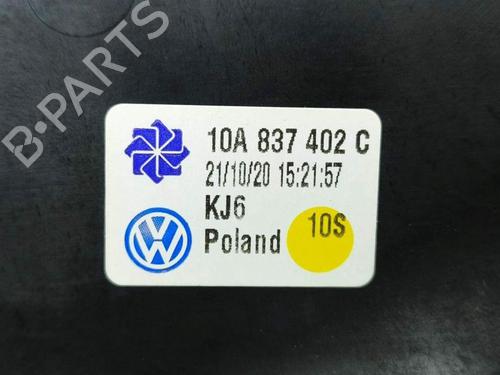 B-PARTS
10A 837 402 C
21/10/20 15:21:57
KJ6
Poland 10S